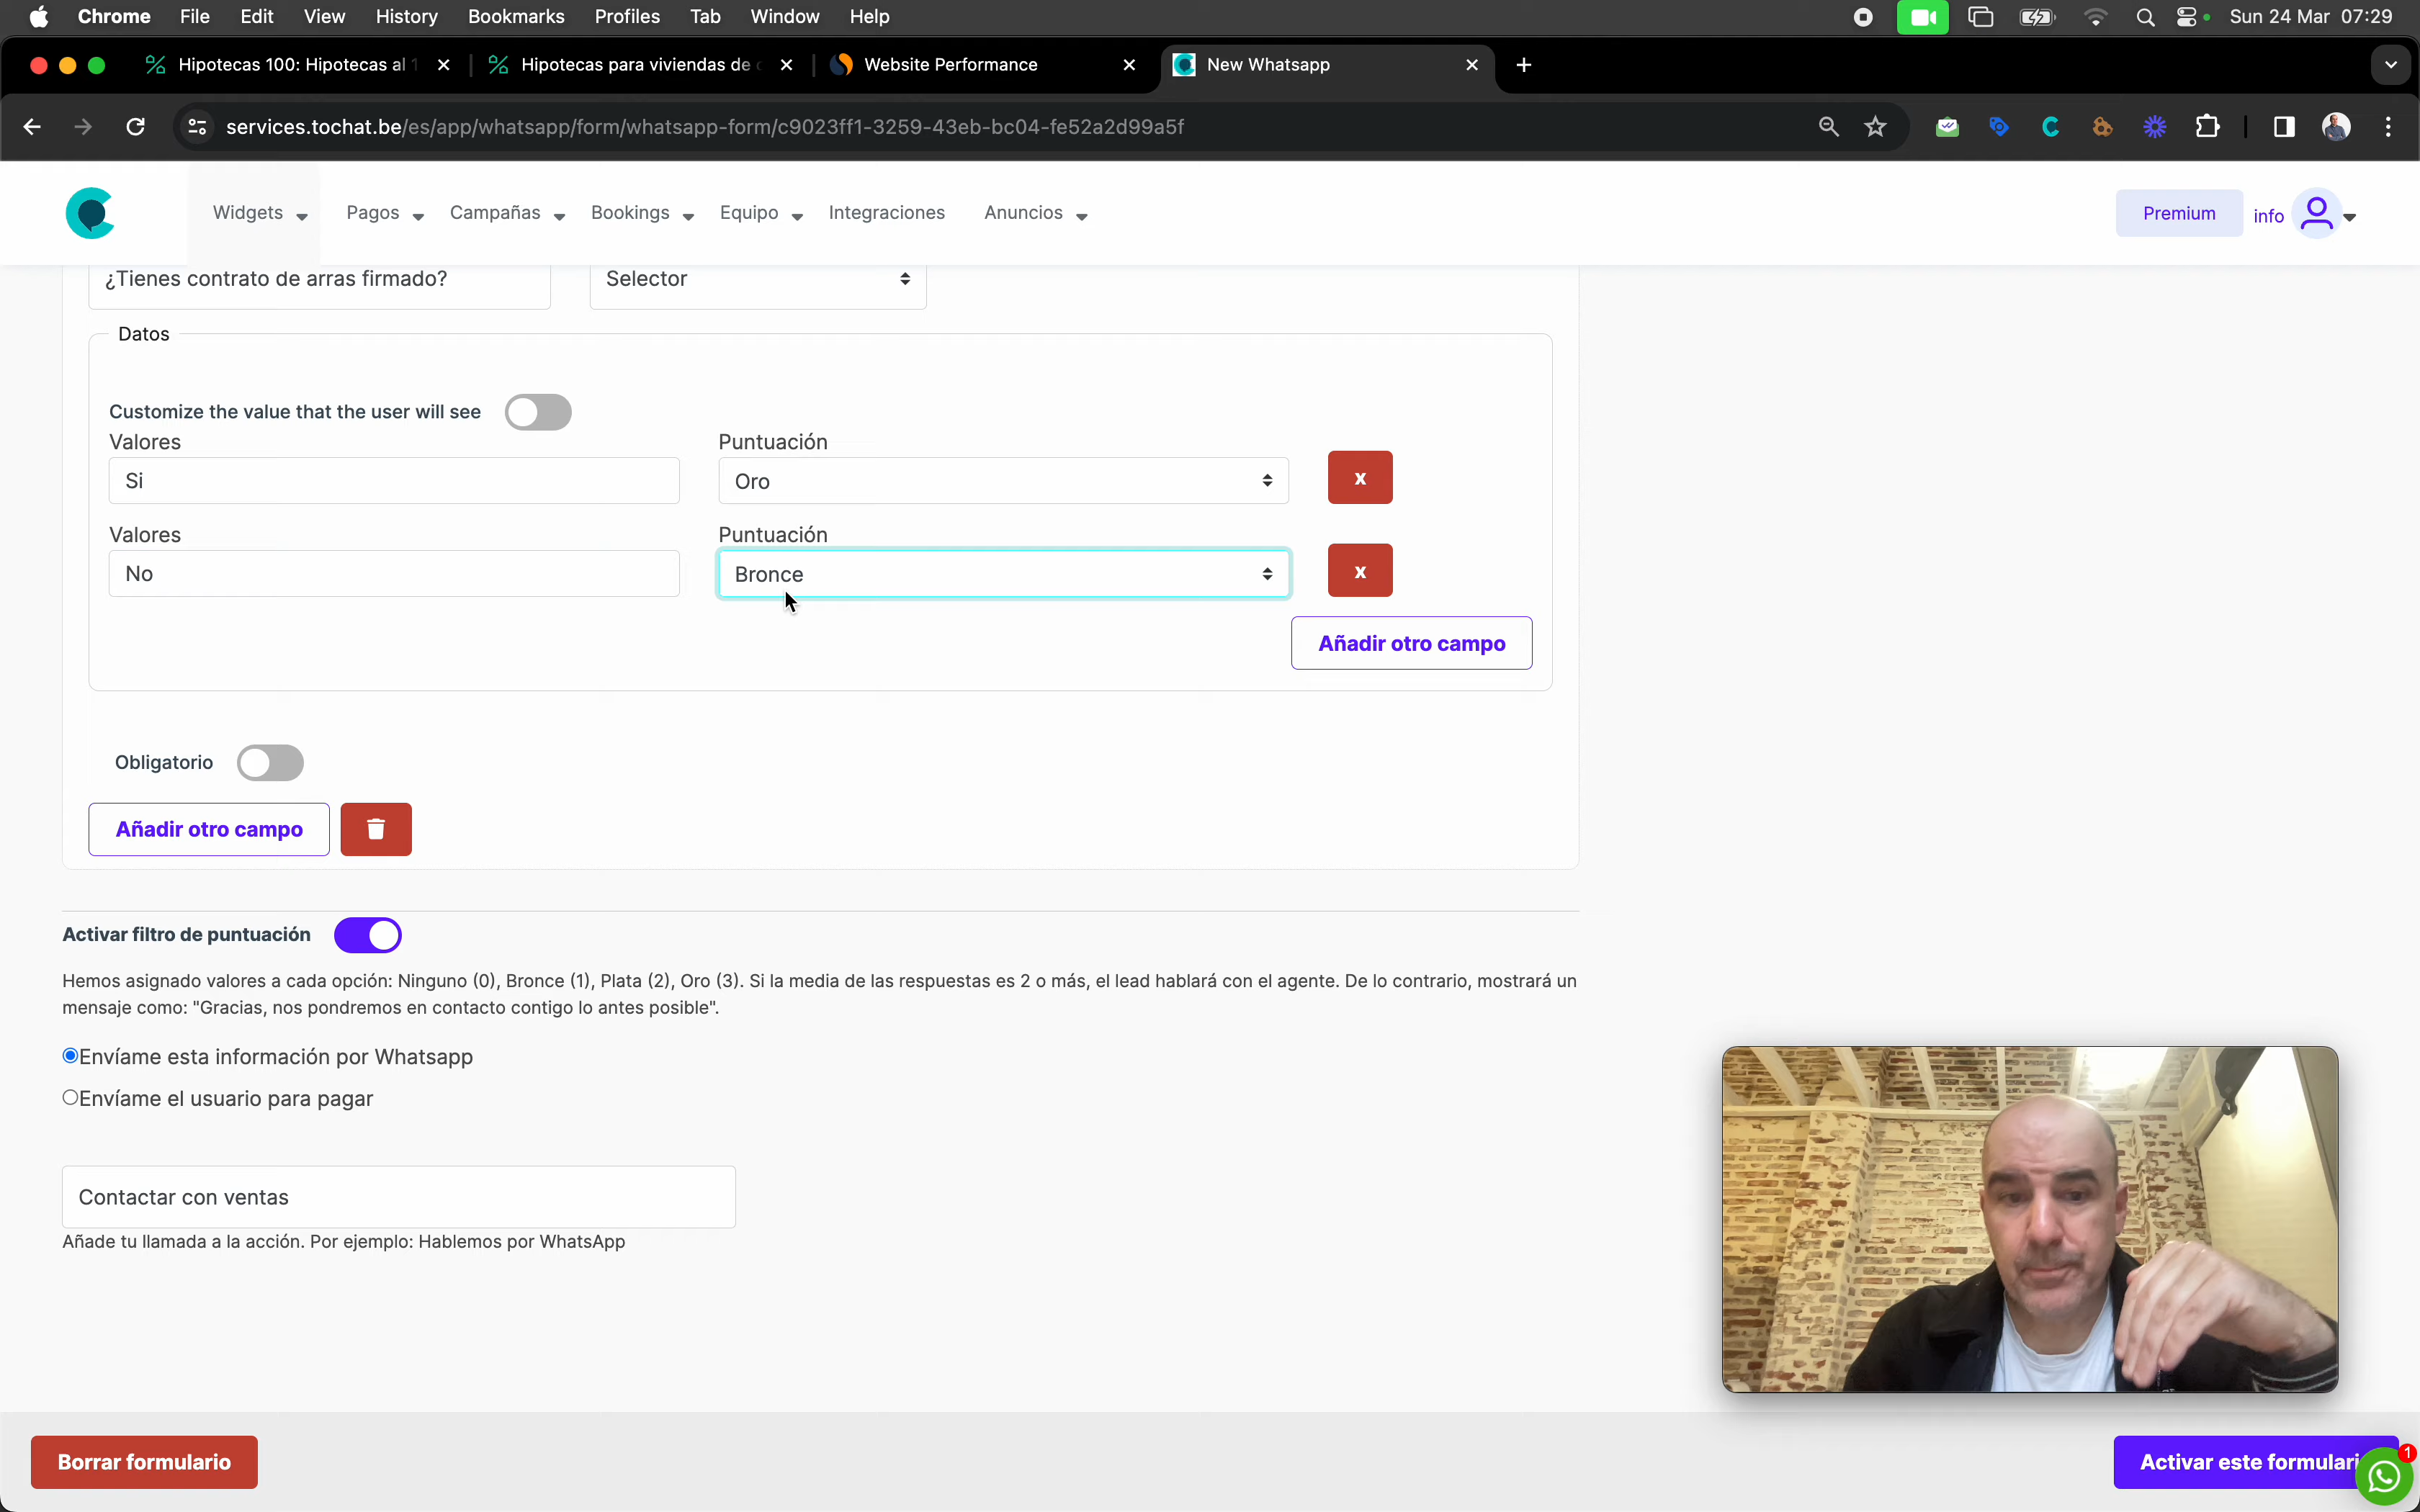 Chrome File Edit View History Bookmarks Profiles Tab Window Help Sun 24 Mar 07:29
Hipotecas 100: Hipotecas al Hipotecas para viviendas de Website Performance New Whatsapp
services.tochat.be/es/app/whatsapp/form/whatsapp-form/c9023ff1-3259-43eb-bc04-fe52a2d99a5f
Widgets Pagos Campañas Bookings Equipo Integraciones Anuncios Premium info
¿Tienes contrato de arras firmado? Selector
Datos
Customize the value that the user will see
Valores Puntuación
Si Oro x
Valores Puntuación
No Bronce x
Añadir otro campo
Obligatorio
Añadir otro campo
Activar filtro de puntuación
Hemos asignado valores a cada opción: Ninguno (0), Bronce (1), Plata (2), Oro (3). Si la media de las respuestas es 2 o más, el lead hablará con el agente. De lo contrario, mostrará un
mensaje como: "Gracias, nos pondremos en contacto contigo lo antes posible".
Envíame esta información por Whatsapp
Envíame el usuario para pagar
Contactar con ventas
Añade tu llamada a la acción. Por ejemplo: Hablemos por WhatsApp
Borrar formulario Activar este formulari
1